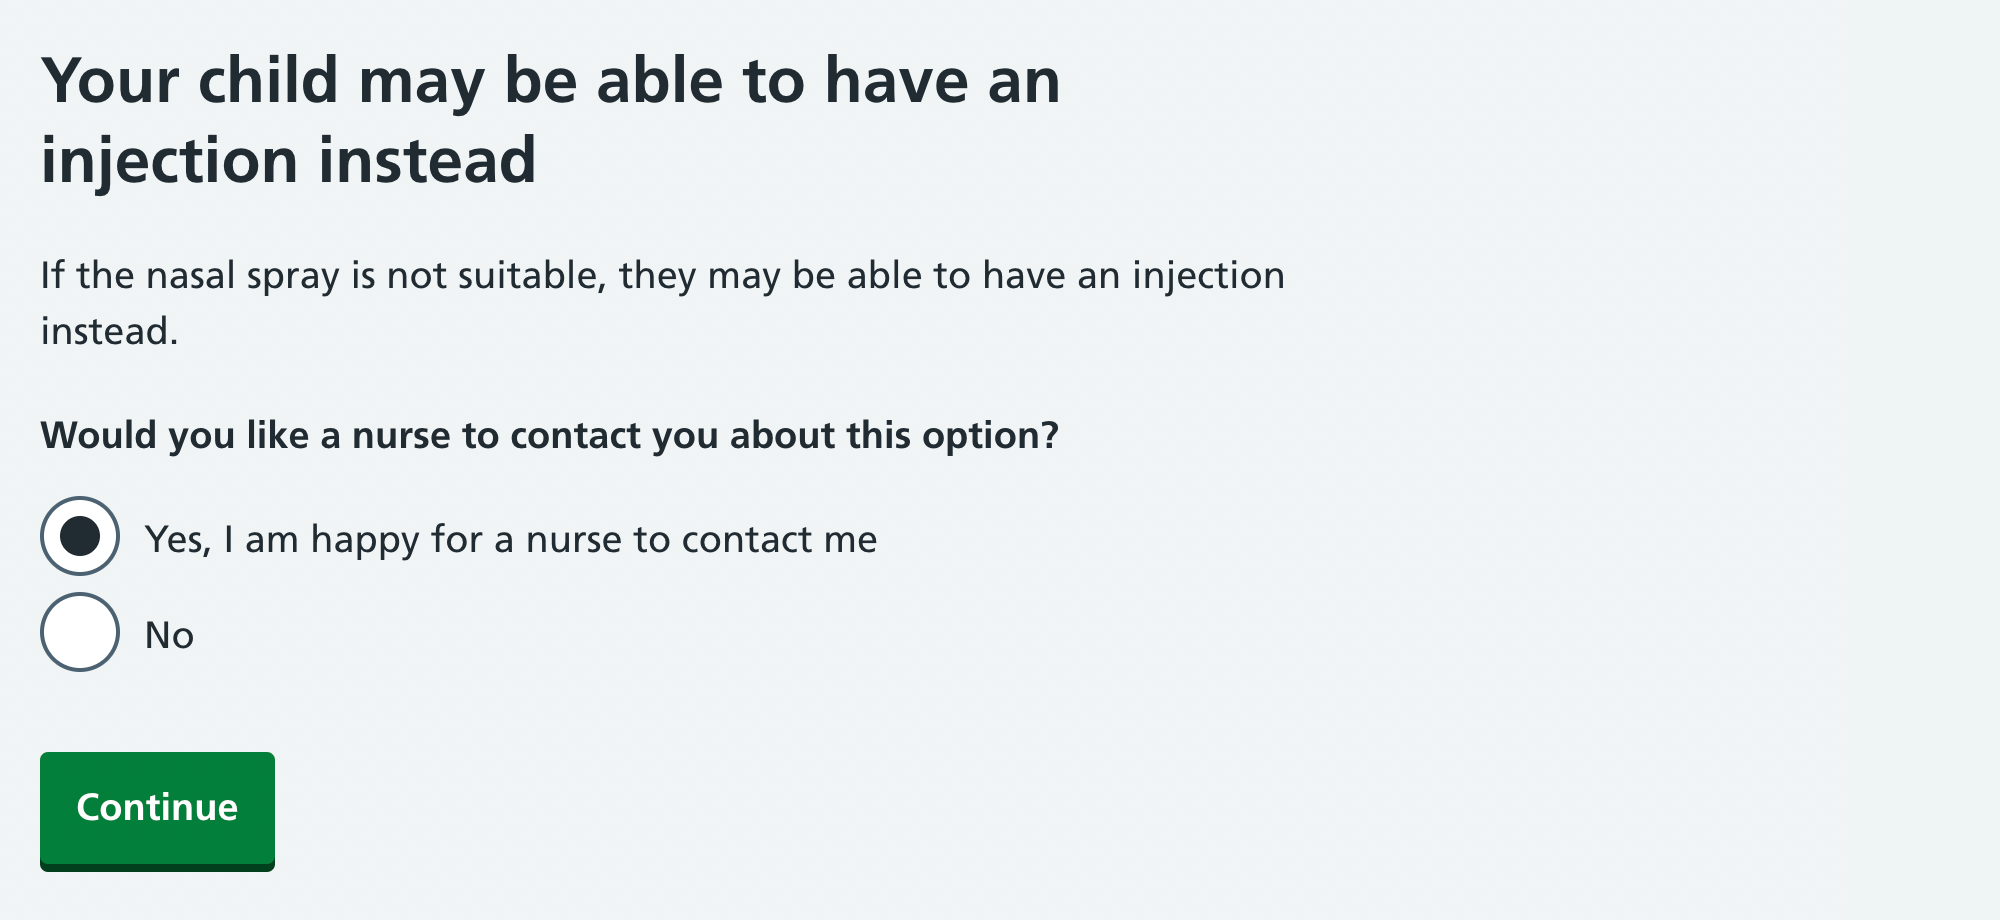 Your child may be able to have an
injection instead
If the nasal spray is not suitable, they may be able to have an injection
instead.
Would you like a nurse to contact you about this option?
Yes, I am happy for a nurse to contact me
No
Continue